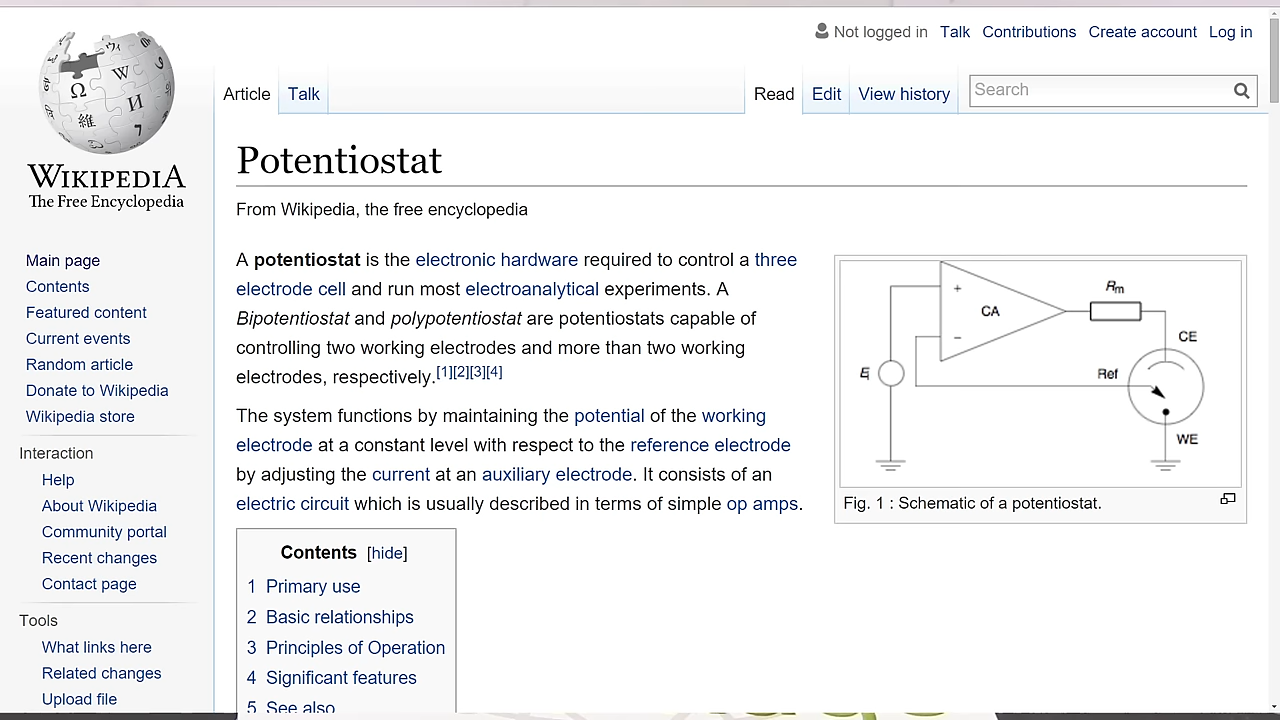 Not logged in Talk Contributions Create account Log in
Article Talk Read Edit View history Search
WIKIPEDIA
The Free Encyclopedia
Main page
Contents
Featured content
Current events
Random article
Donate to Wikipedia
Wikipedia store
Interaction
Help
About Wikipedia
Community portal
Recent changes
Contact page
Tools
What links here
Related changes
Upload file
Potentiostat
From Wikipedia, the free encyclopedia
A potentiostat is the electronic hardware required to control a three
electrode cell and run most electroanalytical experiments. A
Bipotentiostat and polypotentiostat are potentiostats capable of
controlling two working electrodes and more than two working
electrodes, respectively.[1][2][3][4]
The system functions by maintaining the potential of the working
electrode at a constant level with respect to the reference electrode
by adjusting the current at an auxiliary electrode. It consists of an
electric circuit which is usually described in terms of simple op amps.
Contents [hide]
1 Primary use
2 Basic relationships
3 Principles of Operation
4 Significant features
5 See also
+
CA
−
Rm
CE
Ref
WE
Fig. 1 : Schematic of a potentiostat.